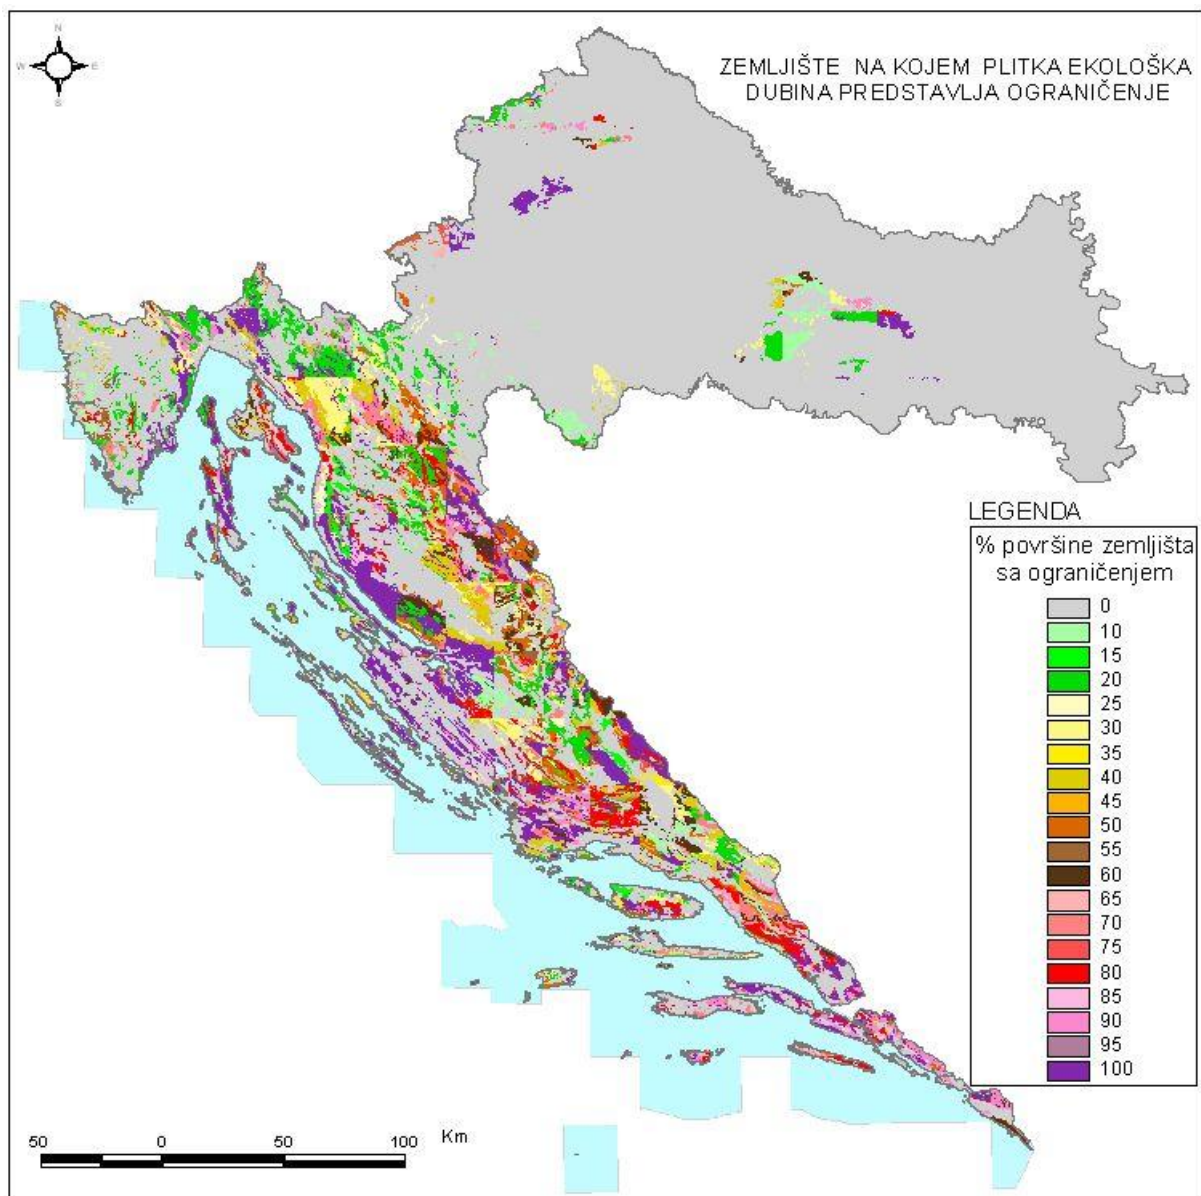 N
W E
S
ZEMLJIŠTE NA KOJEM PLITKA EKOLOŠKA
DUBINA PREDSTAVLJA OGRANIČENJE
LEGENDA
% površine zemljišta
sa ograničenjem
0
10
15
20
25
30
35
40
45
50
55
60
65
70
75
80
85
90
95
100
50 0 50 100 Km